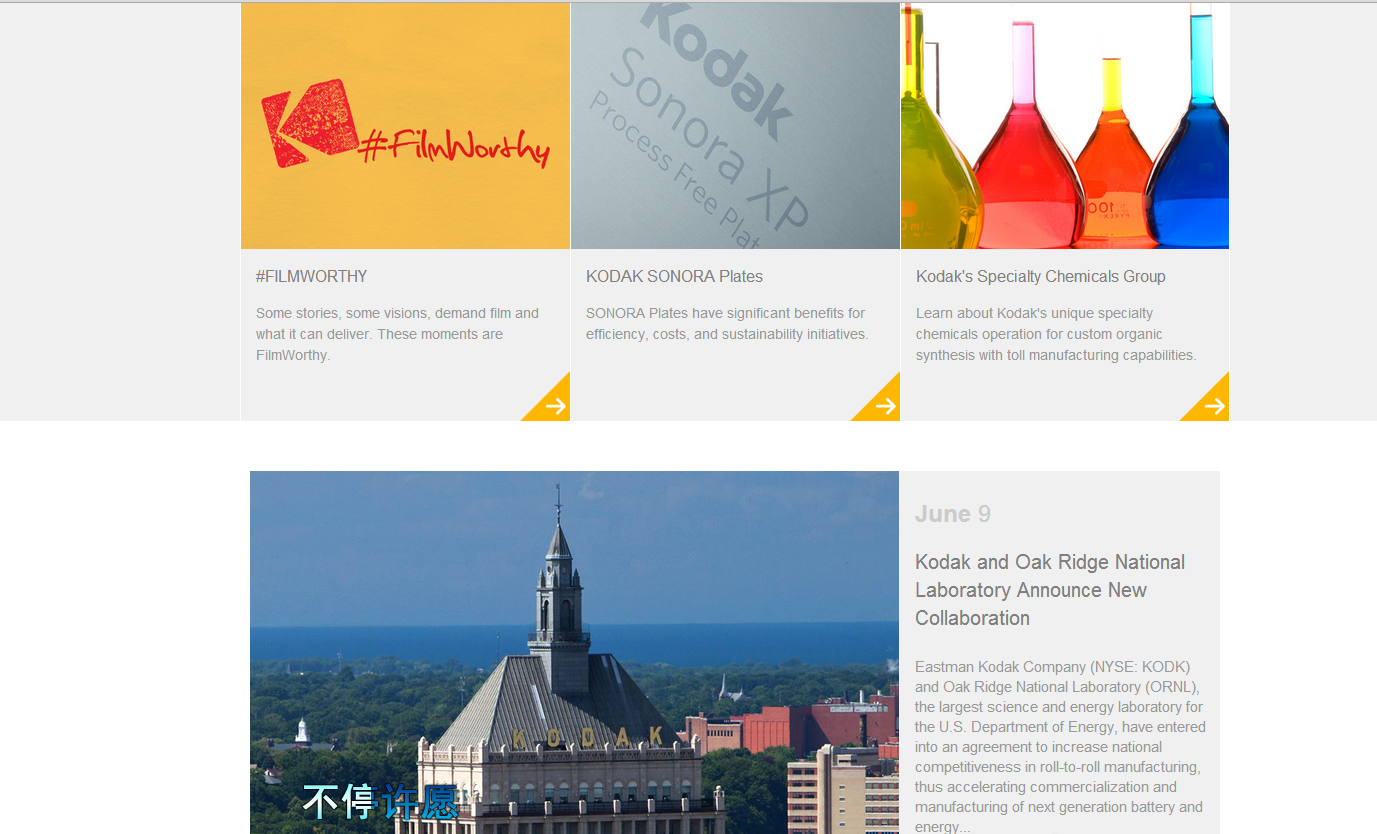 #FilmWorthy
Kodak
Sonora XP
Process Free Plat
100
#FILMWORTHY
Some stories, some visions, demand film and
what it can deliver. These moments are
FilmWorthy.
KODAK SONORA Plates
SONORA Plates have significant benefits for
efficiency, costs, and sustainability initiatives.
Kodak's Specialty Chemicals Group
Learn about Kodak's unique specialty
chemicals operation for custom organic
synthesis with toll manufacturing capabilities.
KODAK
不停许愿
June 9
Kodak and Oak Ridge National
Laboratory Announce New
Collaboration
Eastman Kodak Company (NYSE: KODK)
and Oak Ridge National Laboratory (ORNL),
the largest science and energy laboratory for
the U.S. Department of Energy, have entered
into an agreement to increase national
competitiveness in roll-to-roll manufacturing,
thus accelerating commercialization and
manufacturing of next generation battery and
energy...